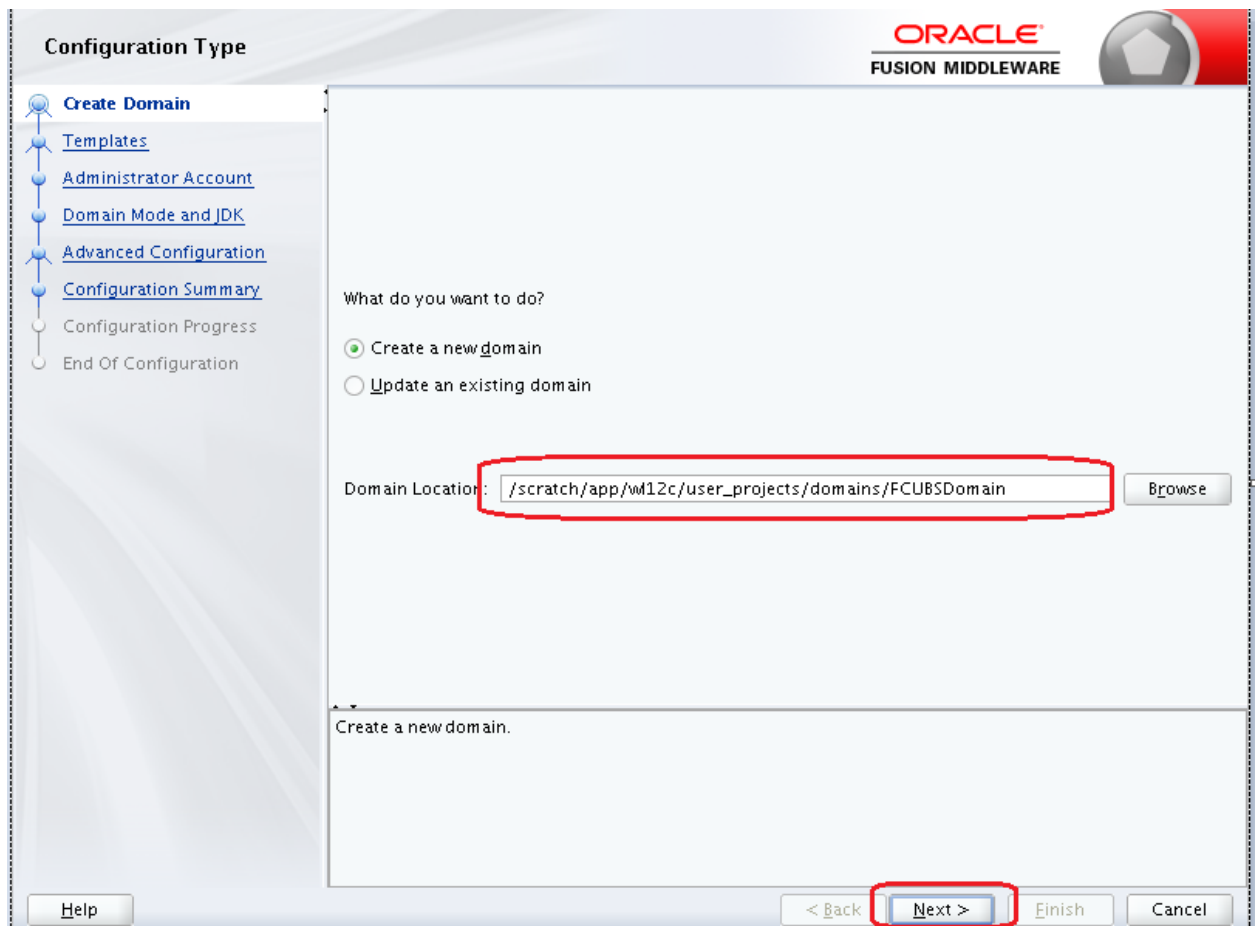 Configuration Type
ORACLE
FUSION MIDDLEWARE
Create Domain
Templates
Administrator Account
Domain Mode and JDK
Advanced Configuration
Configuration Summary
Configuration Progress
End Of Configuration
What do you want to do?
Create a new domain
Update an existing domain
Domain Location: /scratch/app/wl12c/user_projects/domains/FCUBSDomain Browse
Create a new domain.
Help < Back Next > Finish Cancel